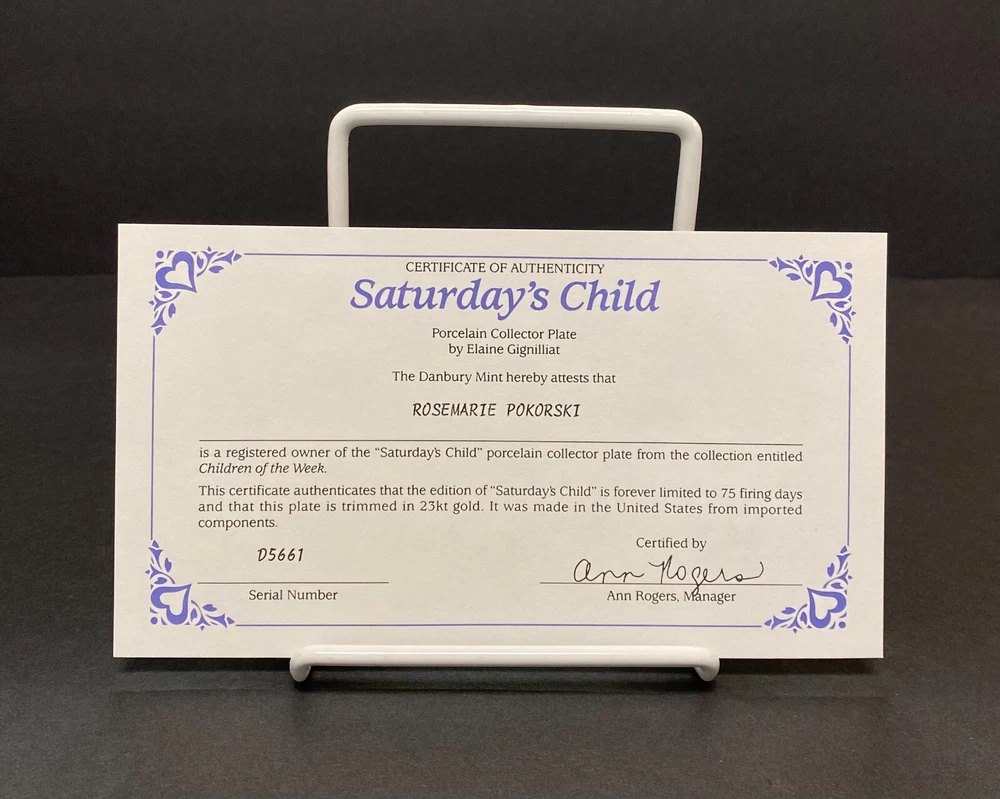 CERTIFICATE OF AUTHENTICITY
Saturday's Child
Porcelain Collector Plate
by Elaine Gignilliat
The Danbury Mint hereby attests that
ROSEMARIE POKORSKI
is a registered owner of the "Saturday's Child" porcelain collector plate from the collection entitled
Children of the Week.
This certificate authenticates that the edition of "Saturday's Child" is forever limited to 75 firing days
and that this plate is trimmed in 23kt gold. It was made in the United States from imported
components.
D5661
Serial Number
Certified by
Ann Rogers
Ann Rogers, Manager